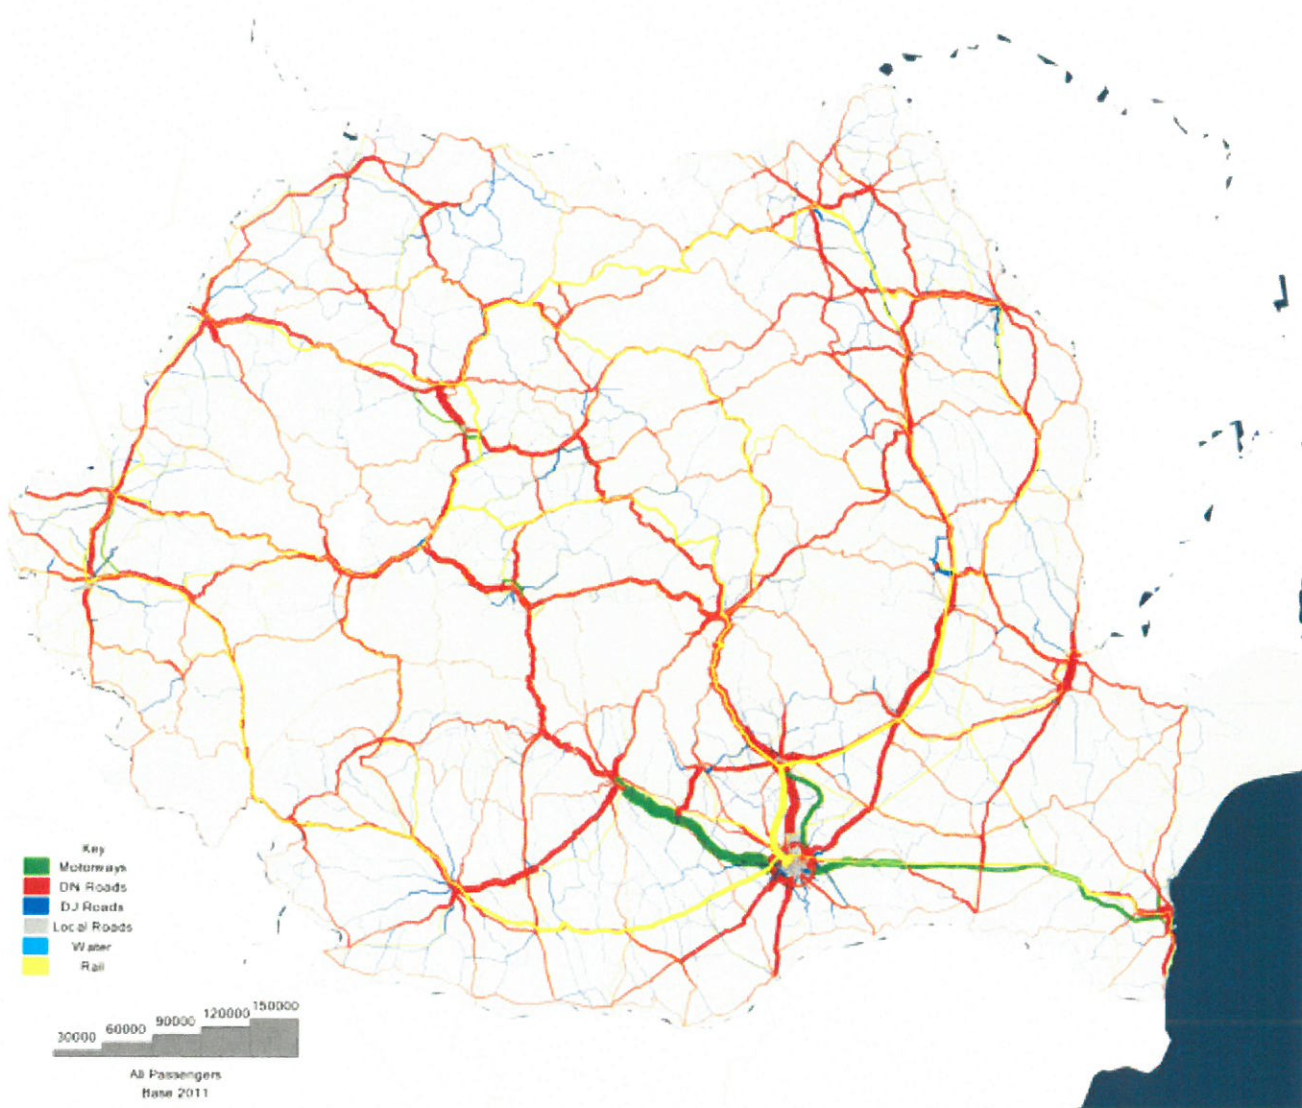 Key
Motorways
DN Roads
DJ Roads
Local Roads
Water
Rail
30000 60000 90000 120000 150000
All Passengers
Base 2011